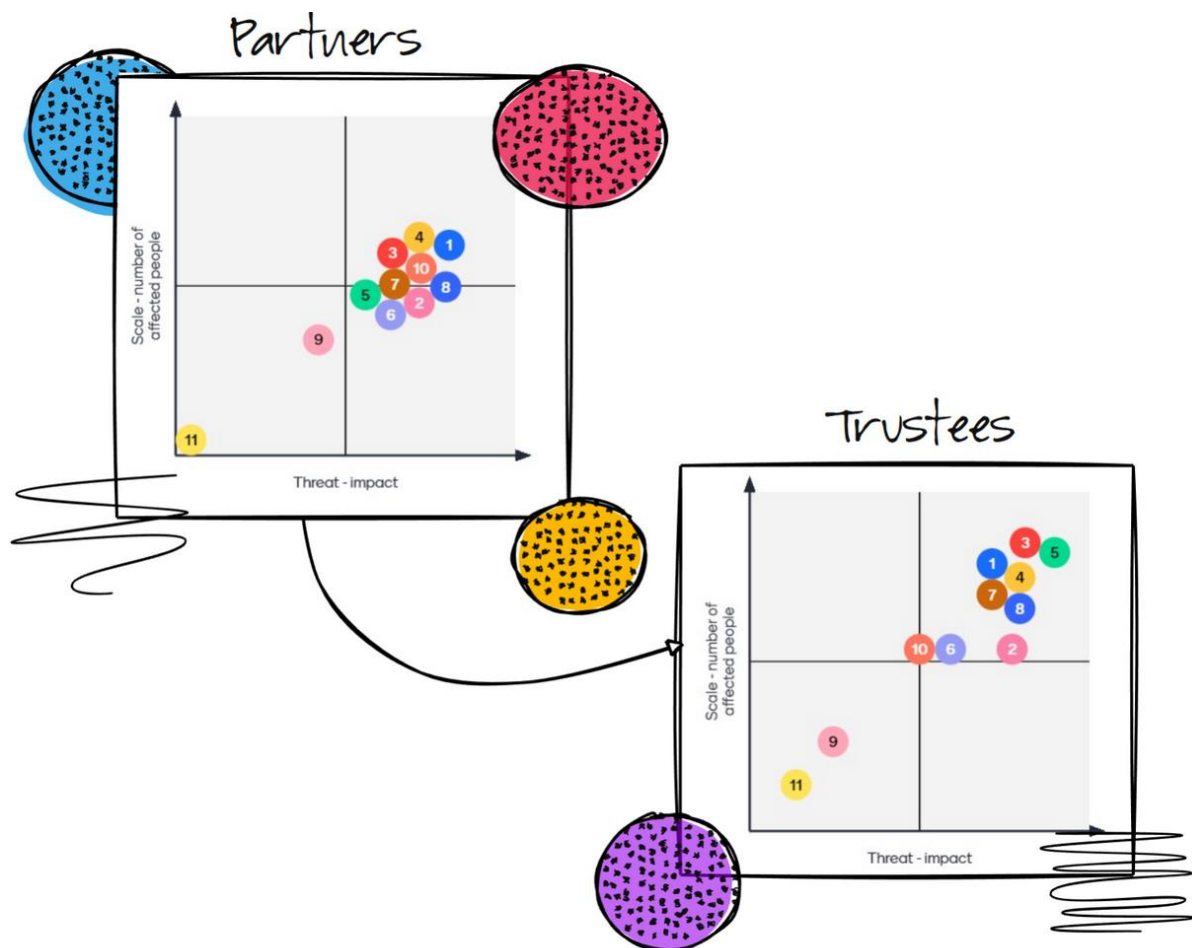 Partners
Scale - number of
affected people
4
1
3
10
7
8
5
2
6
9
11
Threat - impact
Trustees
Scale - number of
affected people
3
5
1
4
7
8
10
6
2
9
11
Threat - impact